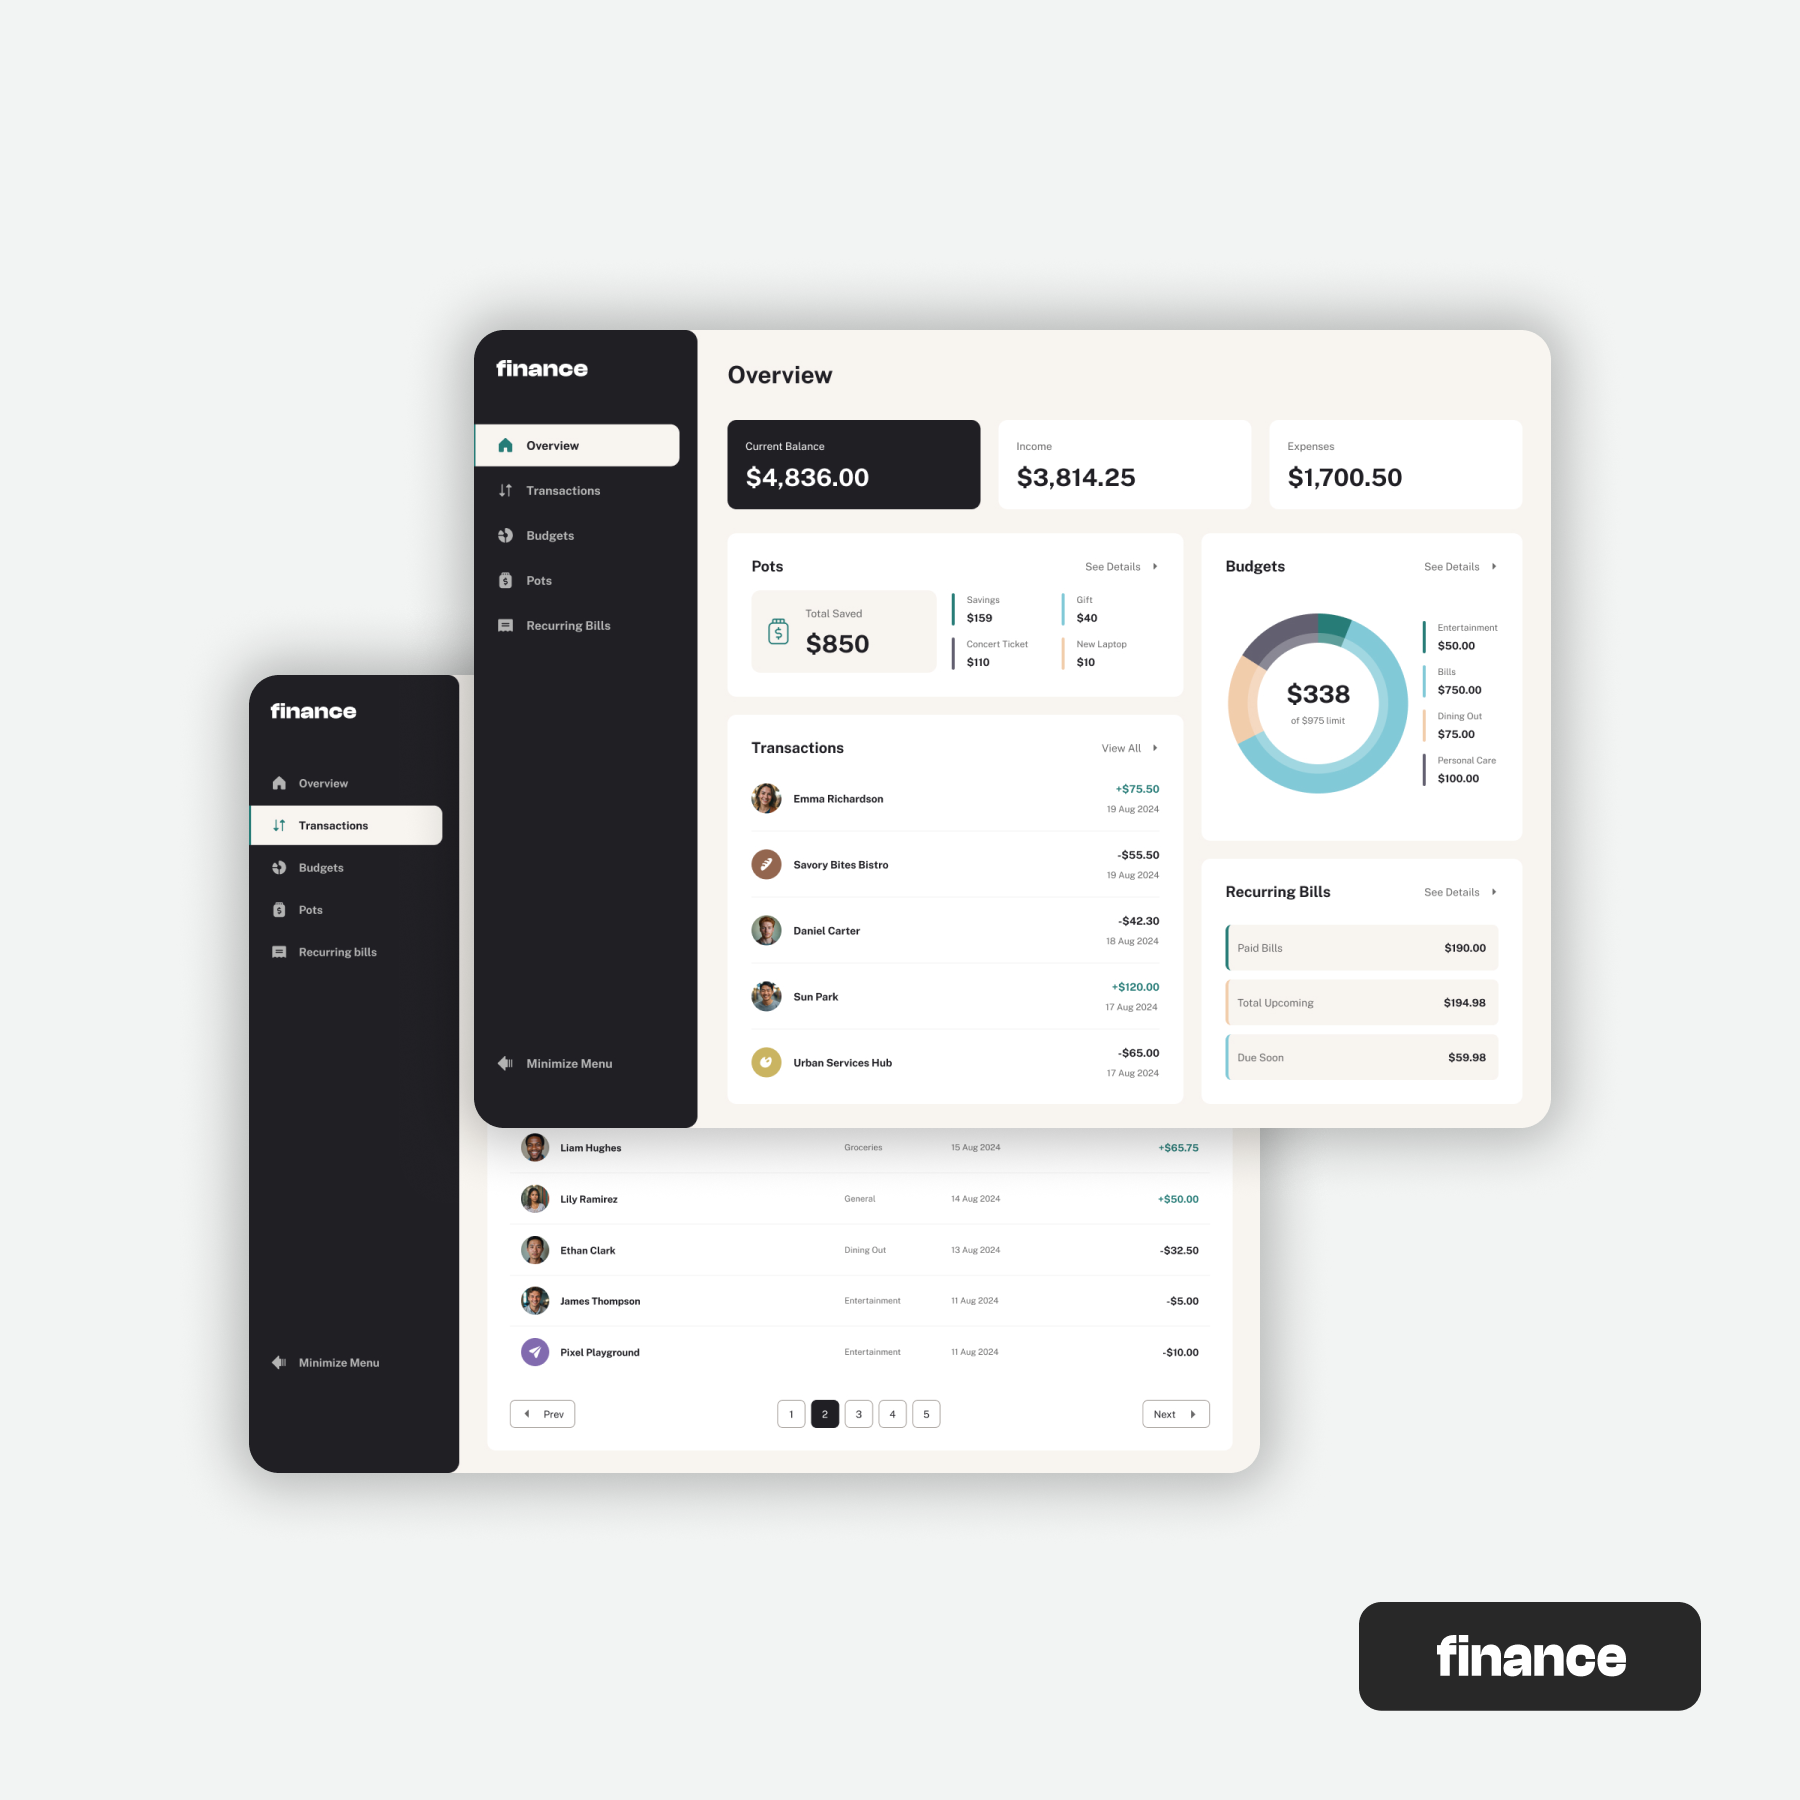 finance
Overview
Transactions
Budgets
Pots
Recurring Bills
Minimize Menu
Overview
Current Balance
$4,836.00
Income
$3,814.25
Expenses
$1,700.50
Pots
See Details
Total Saved
$850
Savings
$159
Gift
$40
Concert Ticket
$110
New Laptop
$10
Transactions
View All
Emma Richardson
+$75.50
19 Aug 2024
Savory Bites Bistro
-$55.50
19 Aug 2024
Daniel Carter
-$42.30
18 Aug 2024
Sun Park
+$120.00
17 Aug 2024
Urban Services Hub
-$65.00
17 Aug 2024
Budgets
See Details
$338
of $975 limit
Entertainment
$50.00
Bills
$750.00
Dining Out
$75.00
Personal Care
$100.00
Recurring Bills
See Details
Paid Bills $190.00
Total Upcoming $194.98
Due Soon $59.98
finance
Overview
Transactions
Budgets
Pots
Recurring bills
Minimize Menu
Liam Hughes Groceries 15 Aug 2024 +$65.75
Lily Ramirez General 14 Aug 2024 +$50.00
Ethan Clark Dining Out 13 Aug 2024 -$32.50
James Thompson Entertainment 11 Aug 2024 -$5.00
Pixel Playground Entertainment 11 Aug 2024 -$10.00
Prev 1 2 3 4 5 Next
finance